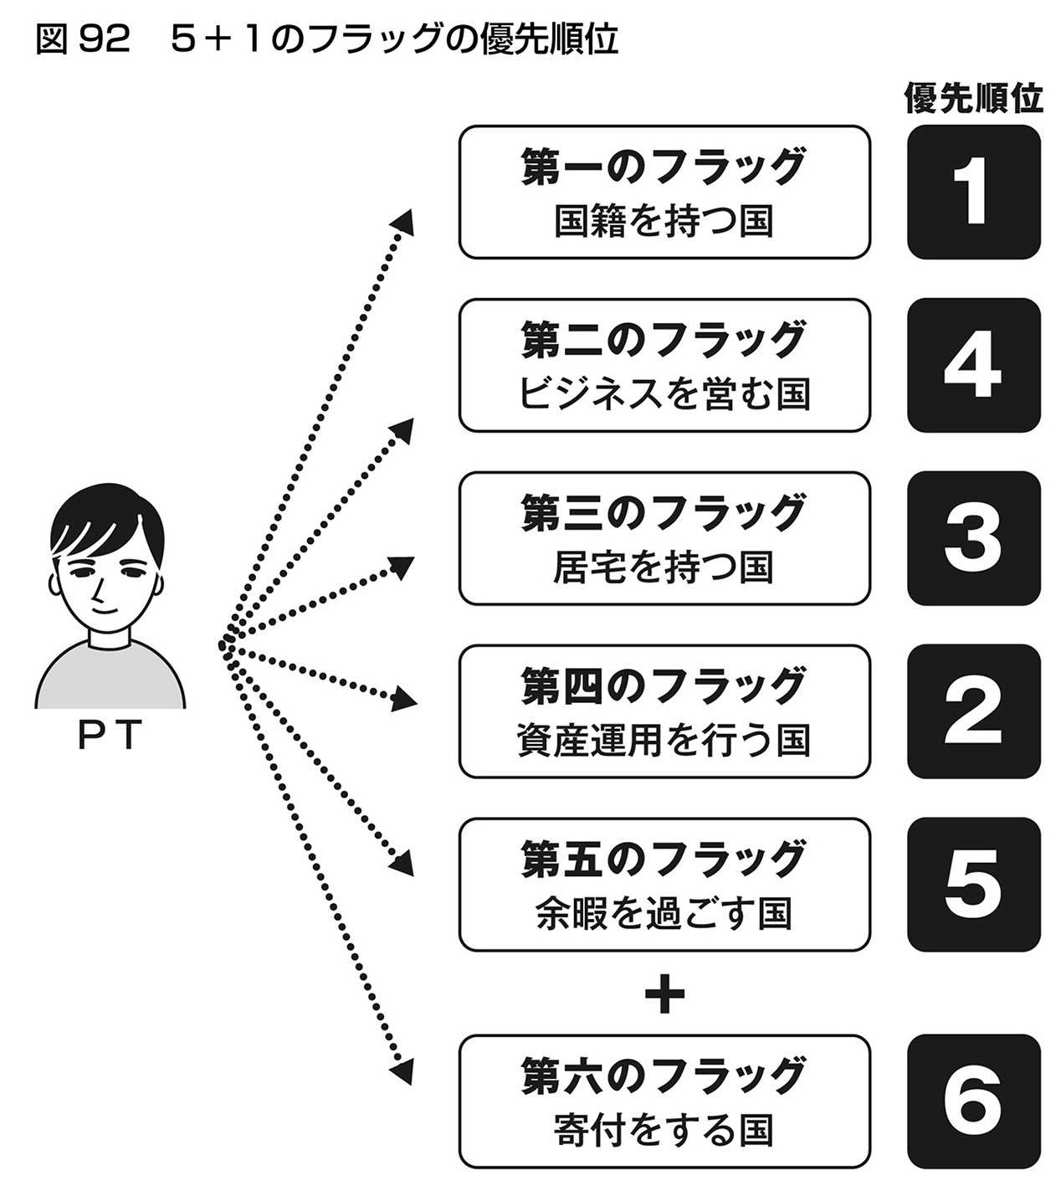 図92　5＋1のフラッグの優先順位
優先順位
第一のフラッグ
国籍を持つ国
1
第二のフラッグ
ビジネスを営む国
4
第三のフラッグ
居宅を持つ国
3
第四のフラッグ
資産運用を行う国
2
第五のフラッグ
余暇を過ごす国
5
+
第六のフラッグ
寄付をする国
6
PT